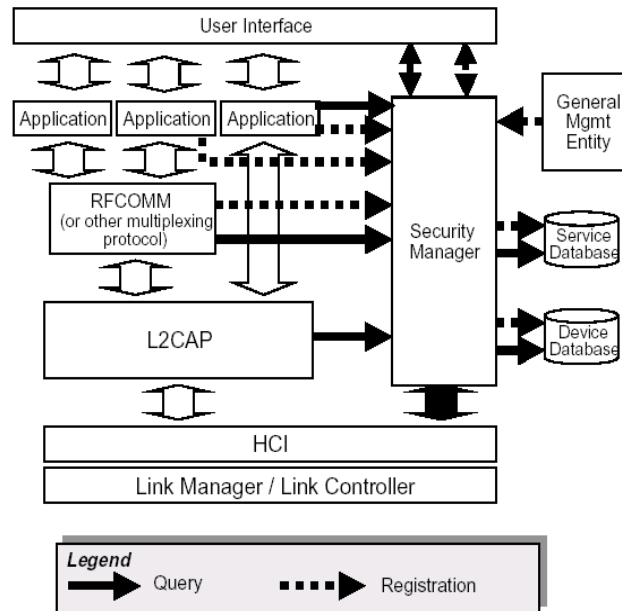 User Interface
Application
Application
Application
General
Mgmt
Entity
RFCOMM
(or other multiplexing
protocol)
Security
Manager
Service
Database
L2CAP
Device
Database
HCI
Link Manager / Link Controller
Legend
Query
Registration